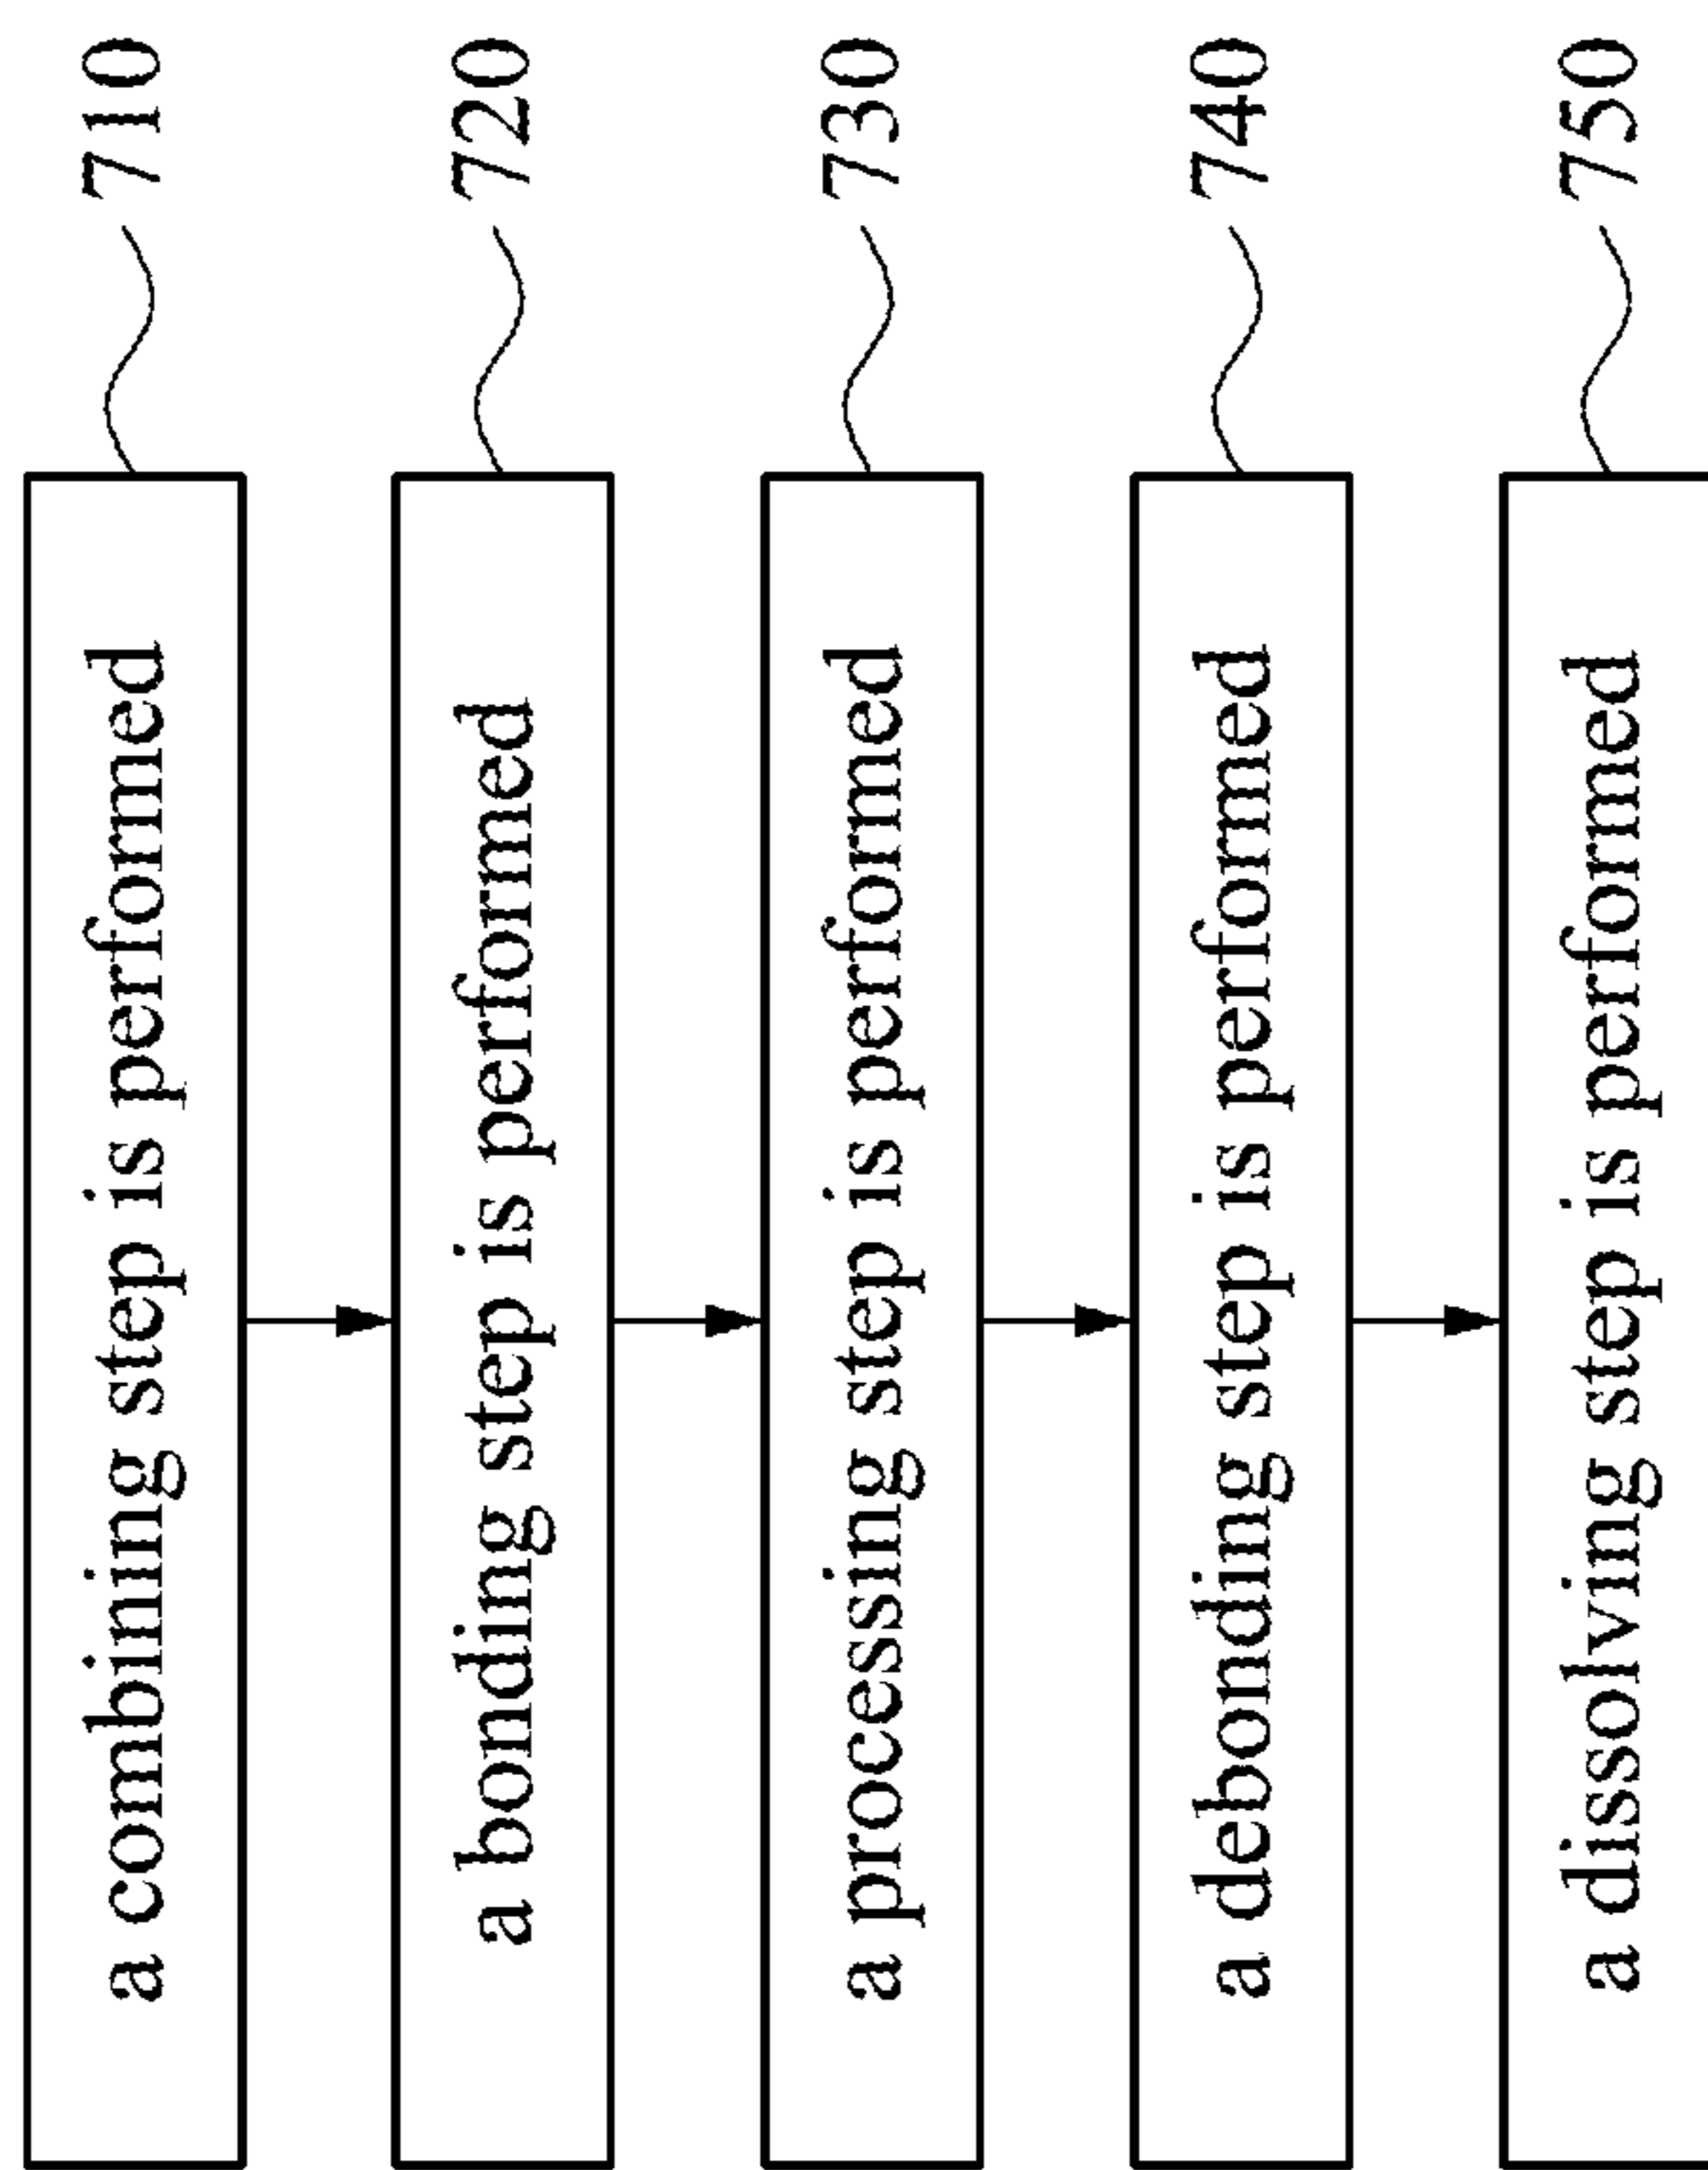 a combining step is performed
710
a bonding step is performed
720
a processing step is performed
730
a debonding step is performed
740
a dissolving step is performed
750